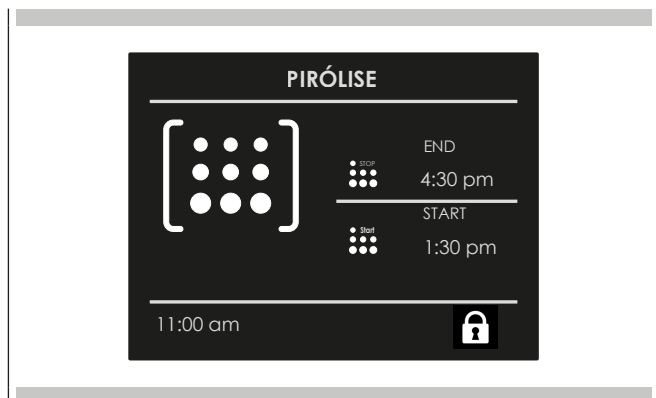 PIRÓLISE
END
STOP
4:30 pm
START
Start
1:30 pm
11:00 am